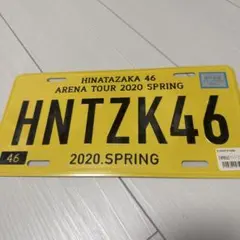 HINATAZAKA 46
ARENA TOUR 2020 SPRING
HNTZK46
46
2020.SPRING